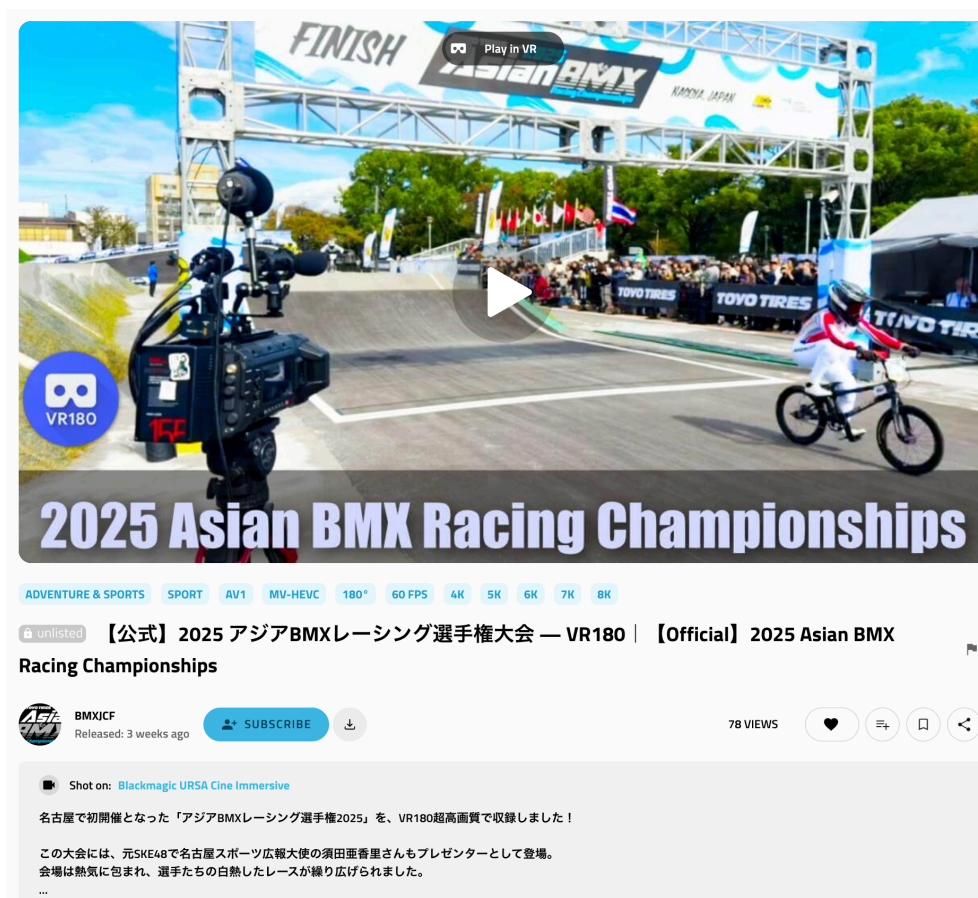 FINISH
Play in VR
Asian BMX
Racing Championships
NAGOYA, JAPAN
TOYO TIRES
TOYO TIRES
TOYO TIR
VR180
155
2025 Asian BMX Racing Championships
ADVENTURE & SPORTS SPORT AV1 MV-HEVC 180° 60 FPS 4K 5K 6K 7K 8K
unlisted 【公式】2025 アジアBMXレーシング選手権大会 — VR180｜【Official】2025 Asian BMX
Racing Championships
TOYO TIRES
Asian
BMX
BMXJCF
Released: 3 weeks ago
SUBSCRIBE
78 VIEWS
Shot on: Blackmagic URSA Cine Immersive
名古屋で初開催となった「アジアBMXレーシング選手権2025」を、VR180超高画質で収録しました！
この大会には、元SKE48で名古屋スポーツ広報大使の須田亜香里さんもプレゼンターとして登場。
会場は熱気に包まれ、選手たちの白熱したレースが繰り広げられました。
...